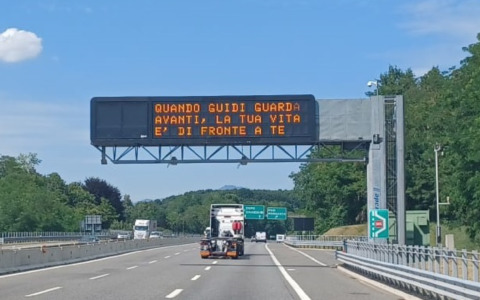 QUANDO GUIDI GUARDA
AVANTI, LA TUA VITA
E' DI FRONTE A TE